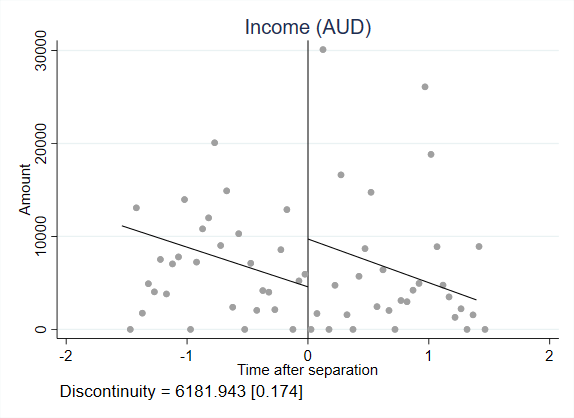 Income (AUD)
30000
20000
10000
0
Amount
-2 -1 0 1 2
Time after separation
Discontinuity = 6181.943 [0.174]